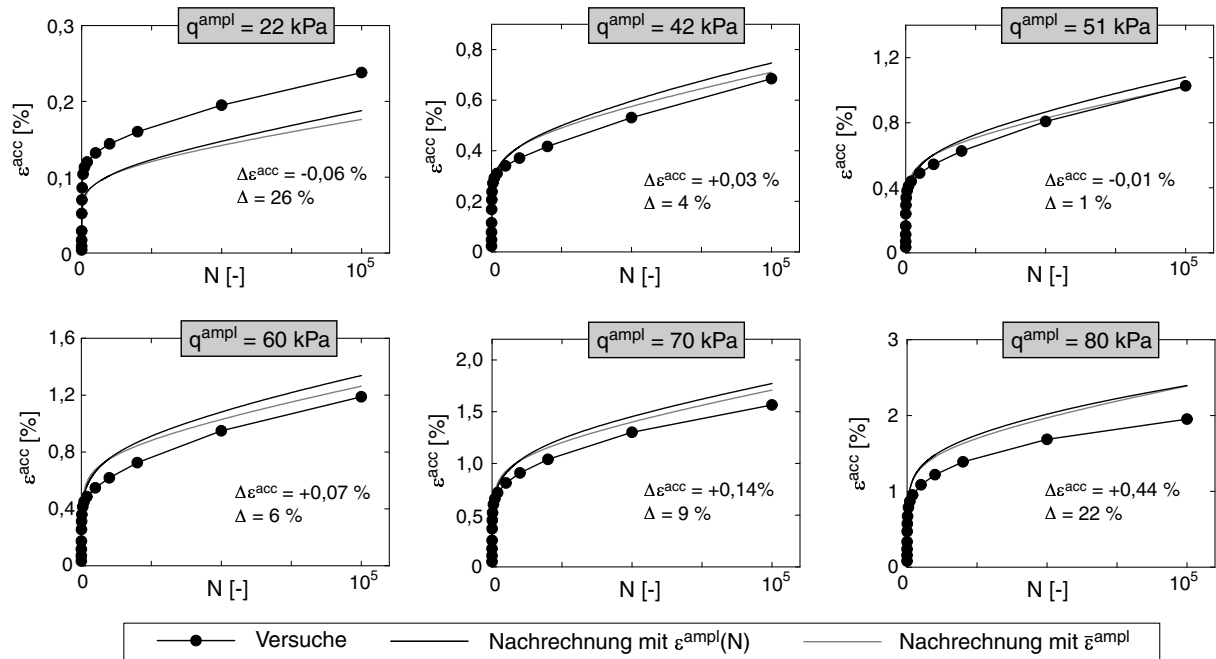 q^ampl = 22 kPa
0,3
0,2
0,1
0
ε^acc [%]
Δε^acc = -0,06 %
Δ = 26 %
0
10^5
N [-]
q^ampl = 42 kPa
0,8
0,6
0,4
0,2
0
ε^acc [%]
Δε^acc = +0,03 %
Δ = 4 %
0
10^5
N [-]
q^ampl = 51 kPa
1,2
0,8
0,4
0
ε^acc [%]
Δε^acc = -0,01 %
Δ = 1 %
0
10^5
N [-]
q^ampl = 60 kPa
1,6
1,2
0,8
0,4
0
ε^acc [%]
Δε^acc = +0,07 %
Δ = 6 %
0
10^5
N [-]
q^ampl = 70 kPa
2,0
1,5
1,0
0,5
0
ε^acc [%]
Δε^acc = +0,14%
Δ = 9 %
0
10^5
N [-]
q^ampl = 80 kPa
3
2
1
0
ε^acc [%]
Δε^acc = +0,44 %
Δ = 22 %
0
10^5
N [-]
Versuche
Nachrechnung mit ε^ampl(N)
Nachrechnung mit ε̄^ampl